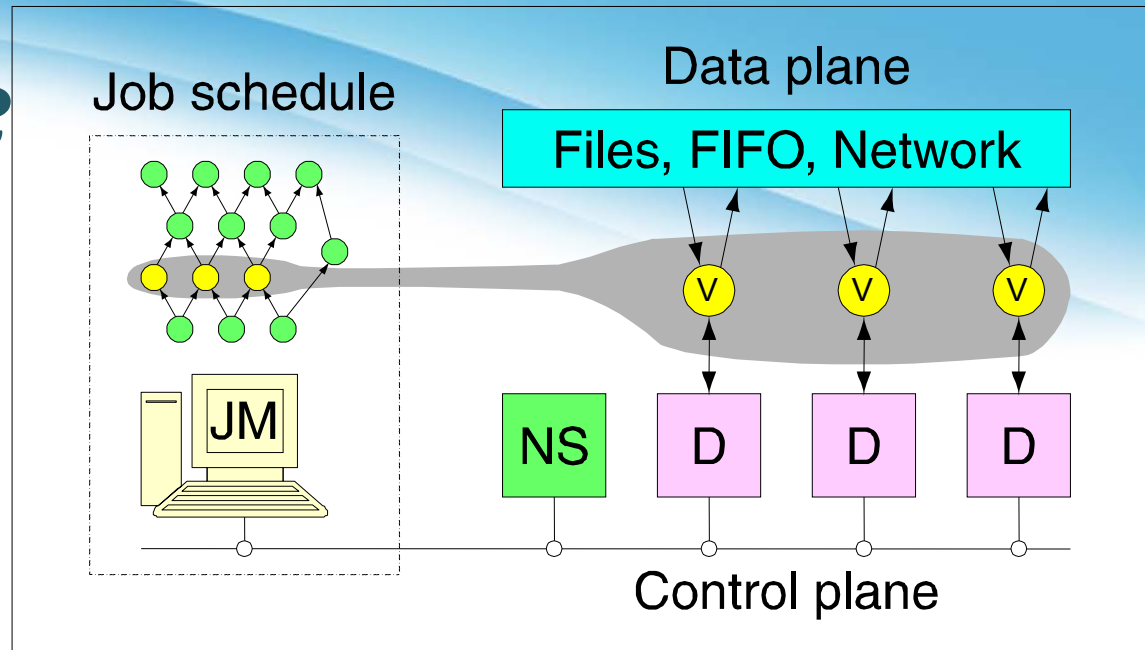 Job schedule
Data plane
Files, FIFO, Network
V V V
JM
NS D D D
Control plane